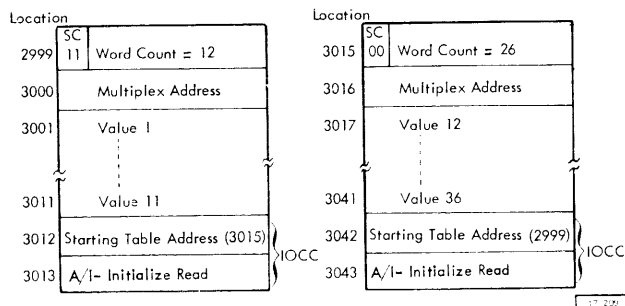 Location
2999 SC 11 Word Count = 12
3000 Multiplex Address
3001 Value 1
3011 Value 11
3012 Starting Table Address (3015)
3013 A/I- Initialize Read
IOCC
Location
3015 SC 00 Word Count = 26
3016 Multiplex Address
3017 Value 12
3041 Value 36
3042 Starting Table Address (2999)
3043 A/I- Initialize Read
IOCC